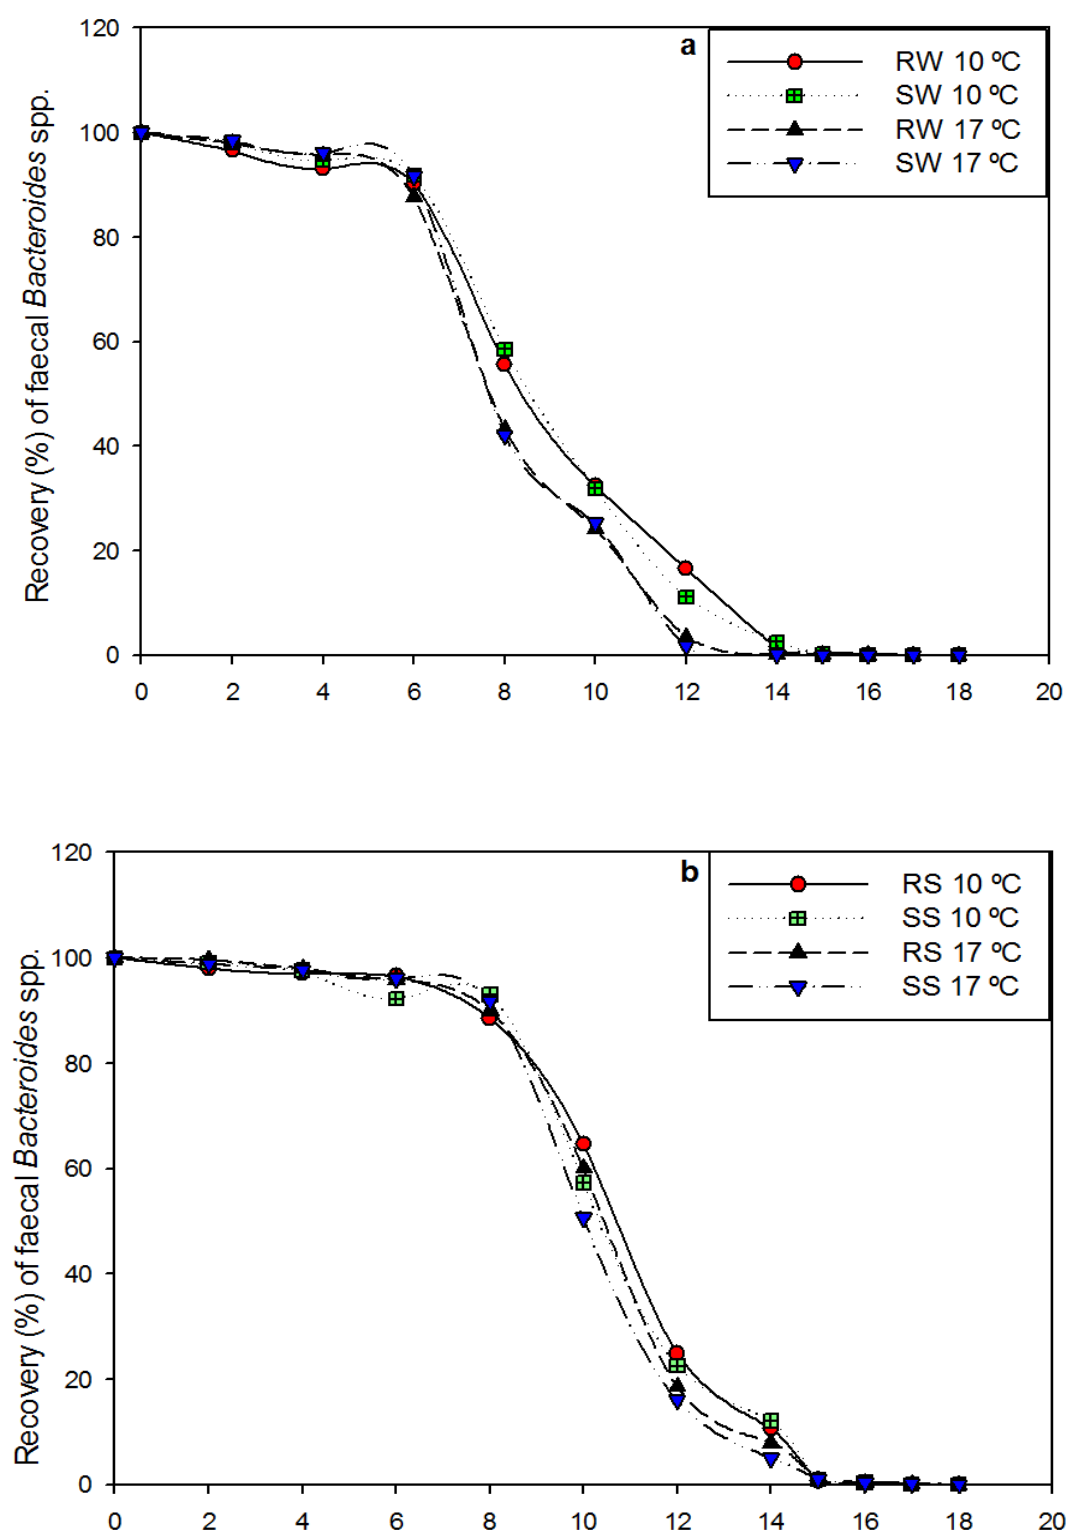 120
100
80
60
40
20
0
Recovery (%) of faecal Bacteroides spp.
a
RW 10 ºC
SW 10 ºC
RW 17 ºC
SW 17 ºC
0 2 4 6 8 10 12 14 16 18 20
120
100
80
60
40
20
0
Recovery (%) of faecal Bacteroides spp.
b
RS 10 ºC
SS 10 ºC
RS 17 ºC
SS 17 ºC
0 2 4 6 8 10 12 14 16 18 20